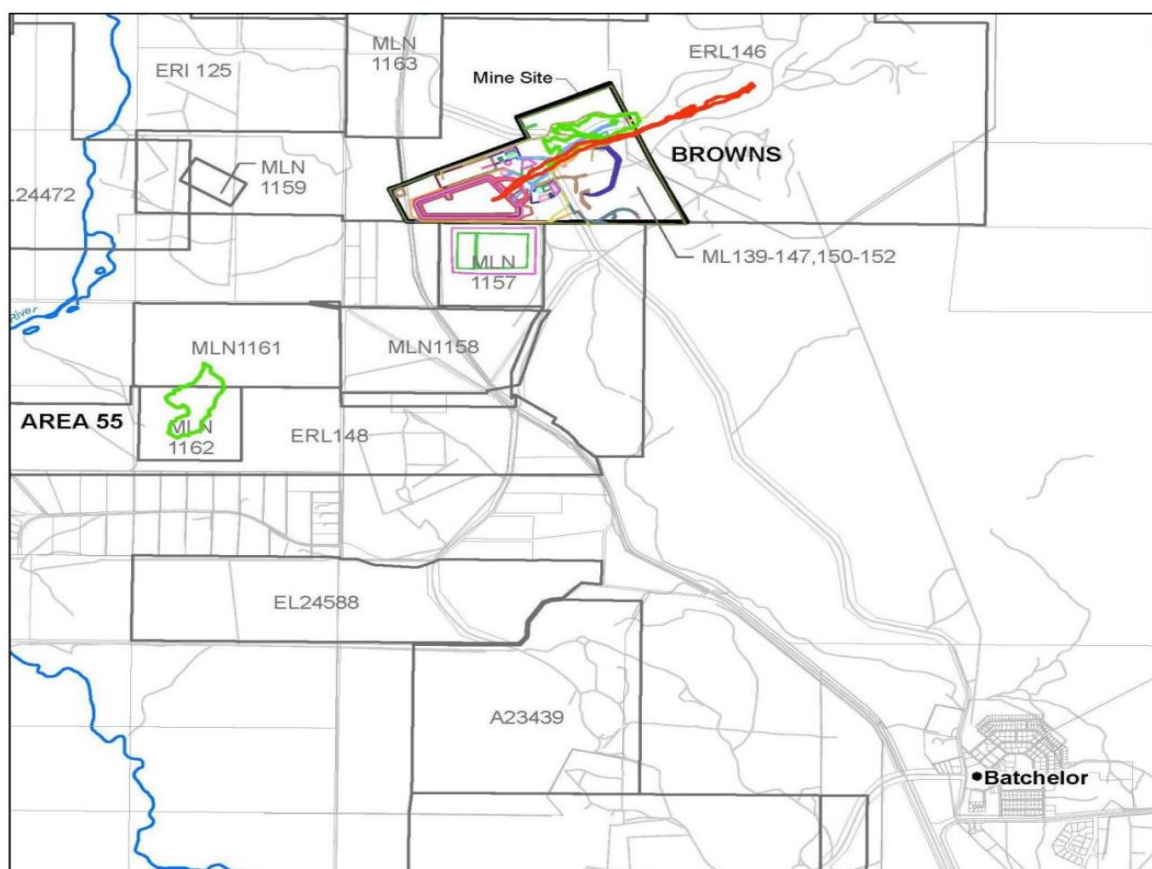 MLN
1163
ERL146
ERI 125
Mine Site
BROWNS
MLN
1159
L24472
ML139-147,150-152
MLN
1157
River
MLN1161
MLN1158
AREA 55
MLN
1162
ERL148
EL24588
A23439
Batchelor